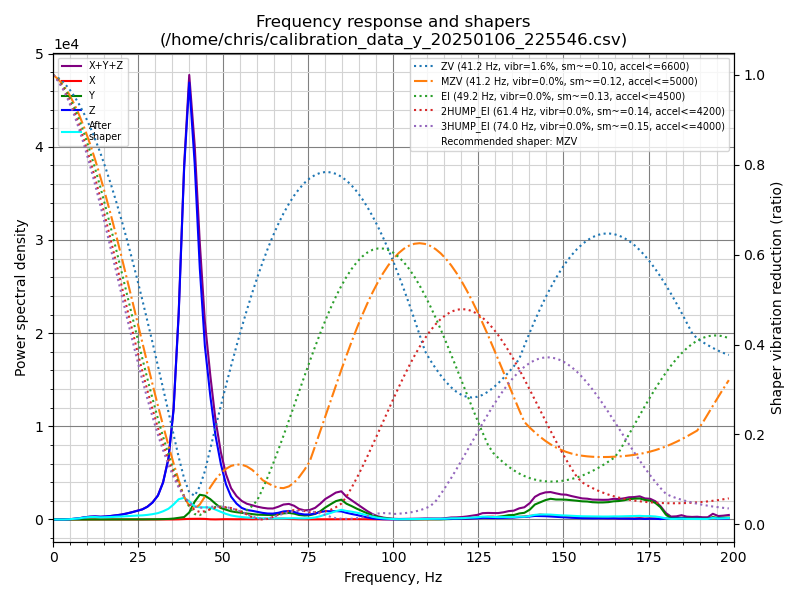 Frequency response and shapers
(/home/chris/calibration_data_y_20250106_225546.csv)
1e4
X+Y+Z
X
Y
Z
After
shaper
ZV (41.2 Hz, vibr=1.6%, sm~=0.10, accel<=6600)
MZV (41.2 Hz, vibr=0.0%, sm~=0.12, accel<=5000)
EI (49.2 Hz, vibr=0.0%, sm~=0.13, accel<=4500)
2HUMP_EI (61.4 Hz, vibr=0.0%, sm~=0.14, accel<=4200)
3HUMP_EI (74.0 Hz, vibr=0.0%, sm~=0.15, accel<=4000)
Recommended shaper: MZV
Power spectral density
5
4
3
2
1
0
1.0
0.8
0.6
0.4
0.2
0.0
Shaper vibration reduction (ratio)
0 25 50 75 100 125 150 175 200
Frequency, Hz